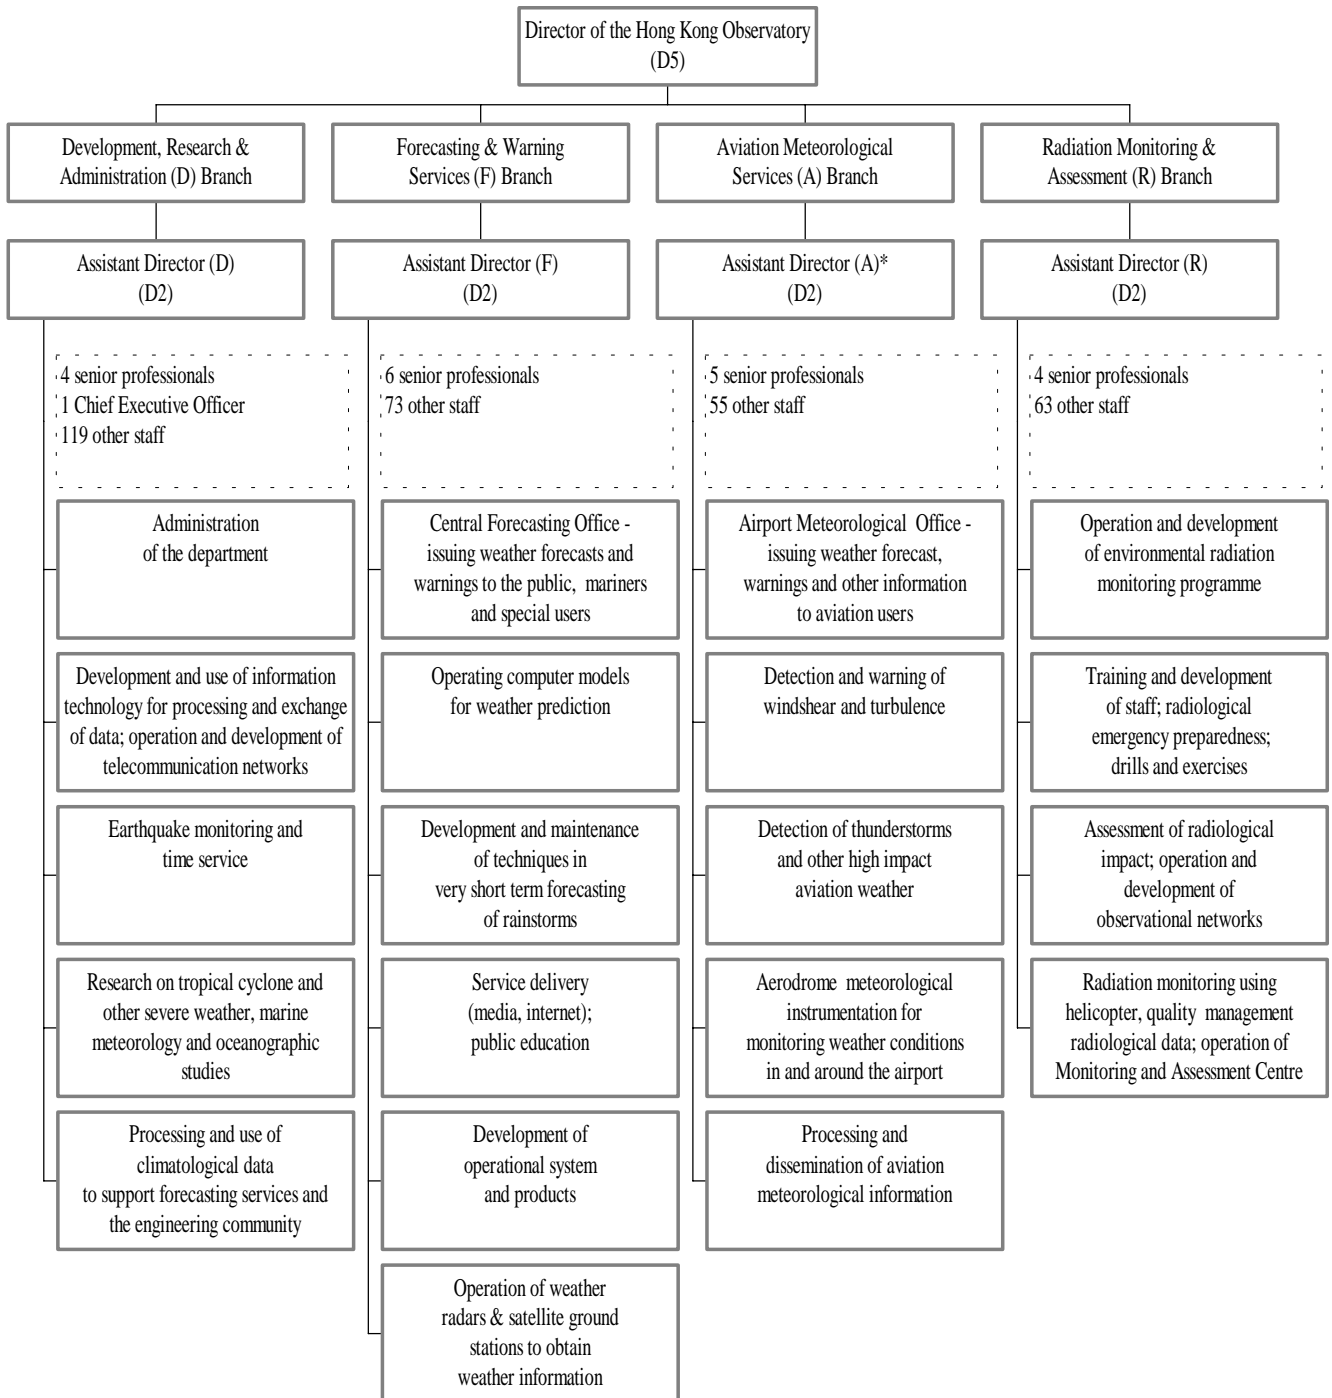 Director of the Hong Kong Observatory
(D5)
Development, Research &
Administration (D) Branch
Forecasting & Warning
Services (F) Branch
Aviation Meteorological
Services (A) Branch
Radiation Monitoring &
Assessment (R) Branch
Assistant Director (D)
(D2)
Assistant Director (F)
(D2)
Assistant Director (A)*
(D2)
Assistant Director (R)
(D2)
4 senior professionals
1 Chief Executive Officer
119 other staff
6 senior professionals
73 other staff
5 senior professionals
55 other staff
4 senior professionals
63 other staff
Administration
of the department
Central Forecasting Office -
issuing weather forecasts and
warnings to the public, mariners
and special users
Airport Meteorological Office -
issuing weather forecast,
warnings and other information
to aviation users
Operation and development
of environmental radiation
monitoring programme
Development and use of information
technology for processing and exchange
of data; operation and development of
telecommunication networks
Operating computer models
for weather prediction
Detection and warning of
windshear and turbulence
Training and development
of staff; radiological
emergency preparedness;
drills and exercises
Earthquake monitoring and
time service
Development and maintenance
of techniques in
very short term forecasting
of rainstorms
Detection of thunderstorms
and other high impact
aviation weather
Assessment of radiological
impact; operation and
development of
observational networks
Research on tropical cyclone and
other severe weather, marine
meteorology and oceanographic
studies
Service delivery
(media, internet);
public education
Aerodrome meteorological
instrumentation for
monitoring weather conditions
in and around the airport
Radiation monitoring using
helicopter, quality management
radiological data; operation of
Monitoring and Assessment Centre
Processing and use of
climatological data
to support forecasting services and
the engineering community
Development of
operational system
and products
Processing and
dissemination of aviation
meteorological information
Operation of weather
radars & satellite ground
stations to obtain
weather information